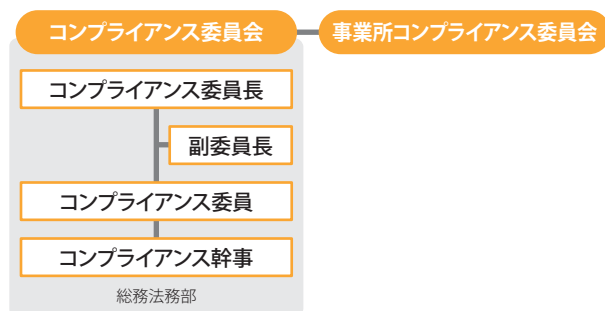 コンプライアンス委員会
事業所コンプライアンス委員会
コンプライアンス委員長
副委員長
コンプライアンス委員
コンプライアンス幹事
総務法務部